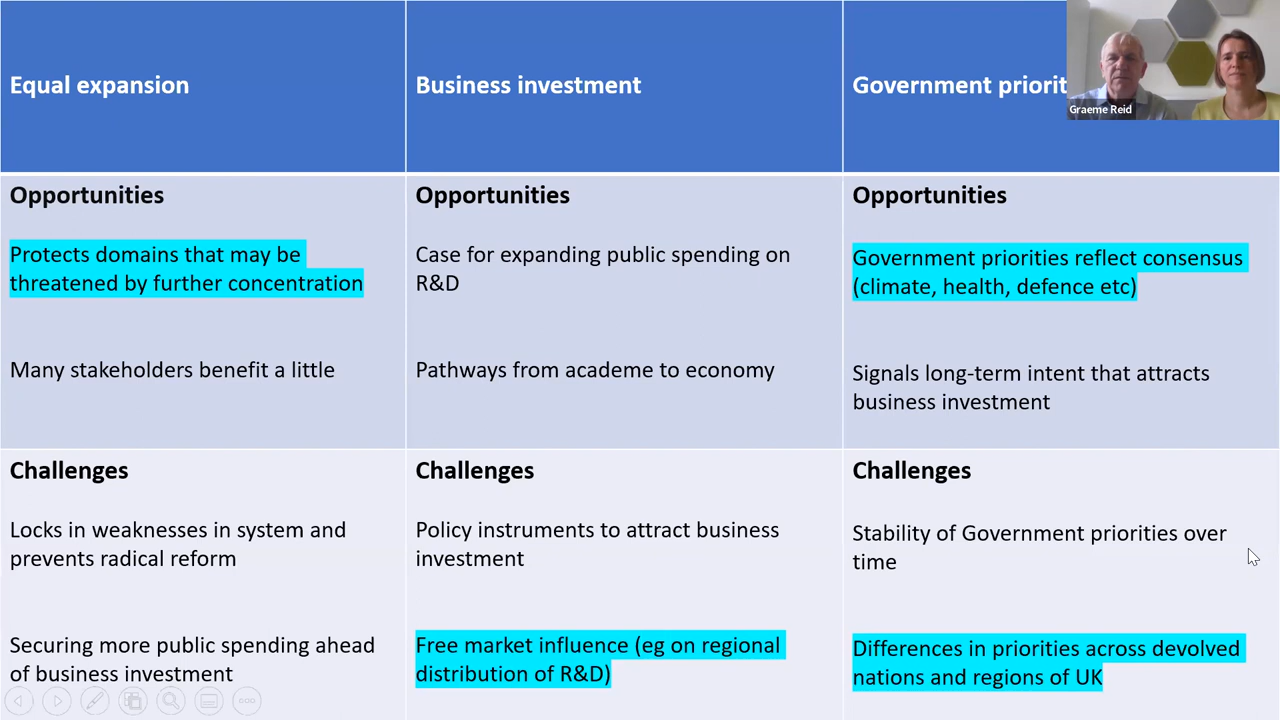 Equal expansion
Business investment
Government priorit
Graeme Reid
Opportunities
Protects domains that may be
threatened by further concentration
Many stakeholders benefit a little
Opportunities
Case for expanding public spending on
R&D
Pathways from academe to economy
Opportunities
Government priorities reflect consensus
(climate, health, defence etc)
Signals long-term intent that attracts
business investment
Challenges
Locks in weaknesses in system and
prevents radical reform
Securing more public spending ahead
of business investment
Challenges
Policy instruments to attract business
investment
Free market influence (eg on regional
distribution of R&D)
Challenges
Stability of Government priorities over
time
Differences in priorities across devolved
nations and regions of UK